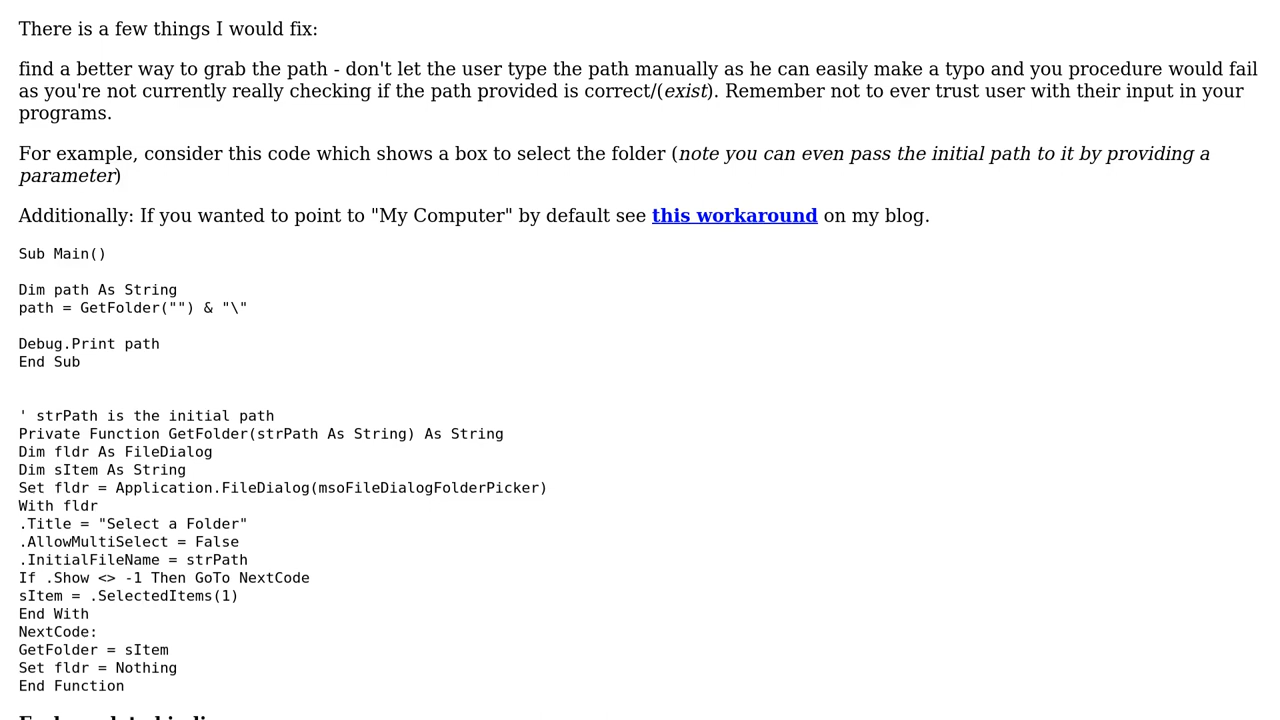 There is a few things I would fix:
find a better way to grab the path - don't let the user type the path manually as he can easily make a typo and you procedure would fail
as you're not currently really checking if the path provided is correct/(exist). Remember not to ever trust user with their input in your
programs.
For example, consider this code which shows a box to select the folder (note you can even pass the initial path to it by providing a
parameter)
Additionally: If you wanted to point to "My Computer" by default see this workaround on my blog.
Sub Main()
Dim path As String
path = GetFolder("") & "\"
Debug.Print path
End Sub
' strPath is the initial path
Private Function GetFolder(strPath As String) As String
Dim fldr As FileDialog
Dim sItem As String
Set fldr = Application.FileDialog(msoFileDialogFolderPicker)
With fldr
.Title = "Select a Folder"
.AllowMultiSelect = False
.InitialFileName = strPath
If .Show <> -1 Then GoTo NextCode
sItem = .SelectedItems(1)
End With
NextCode:
GetFolder = sItem
Set fldr = Nothing
End Function